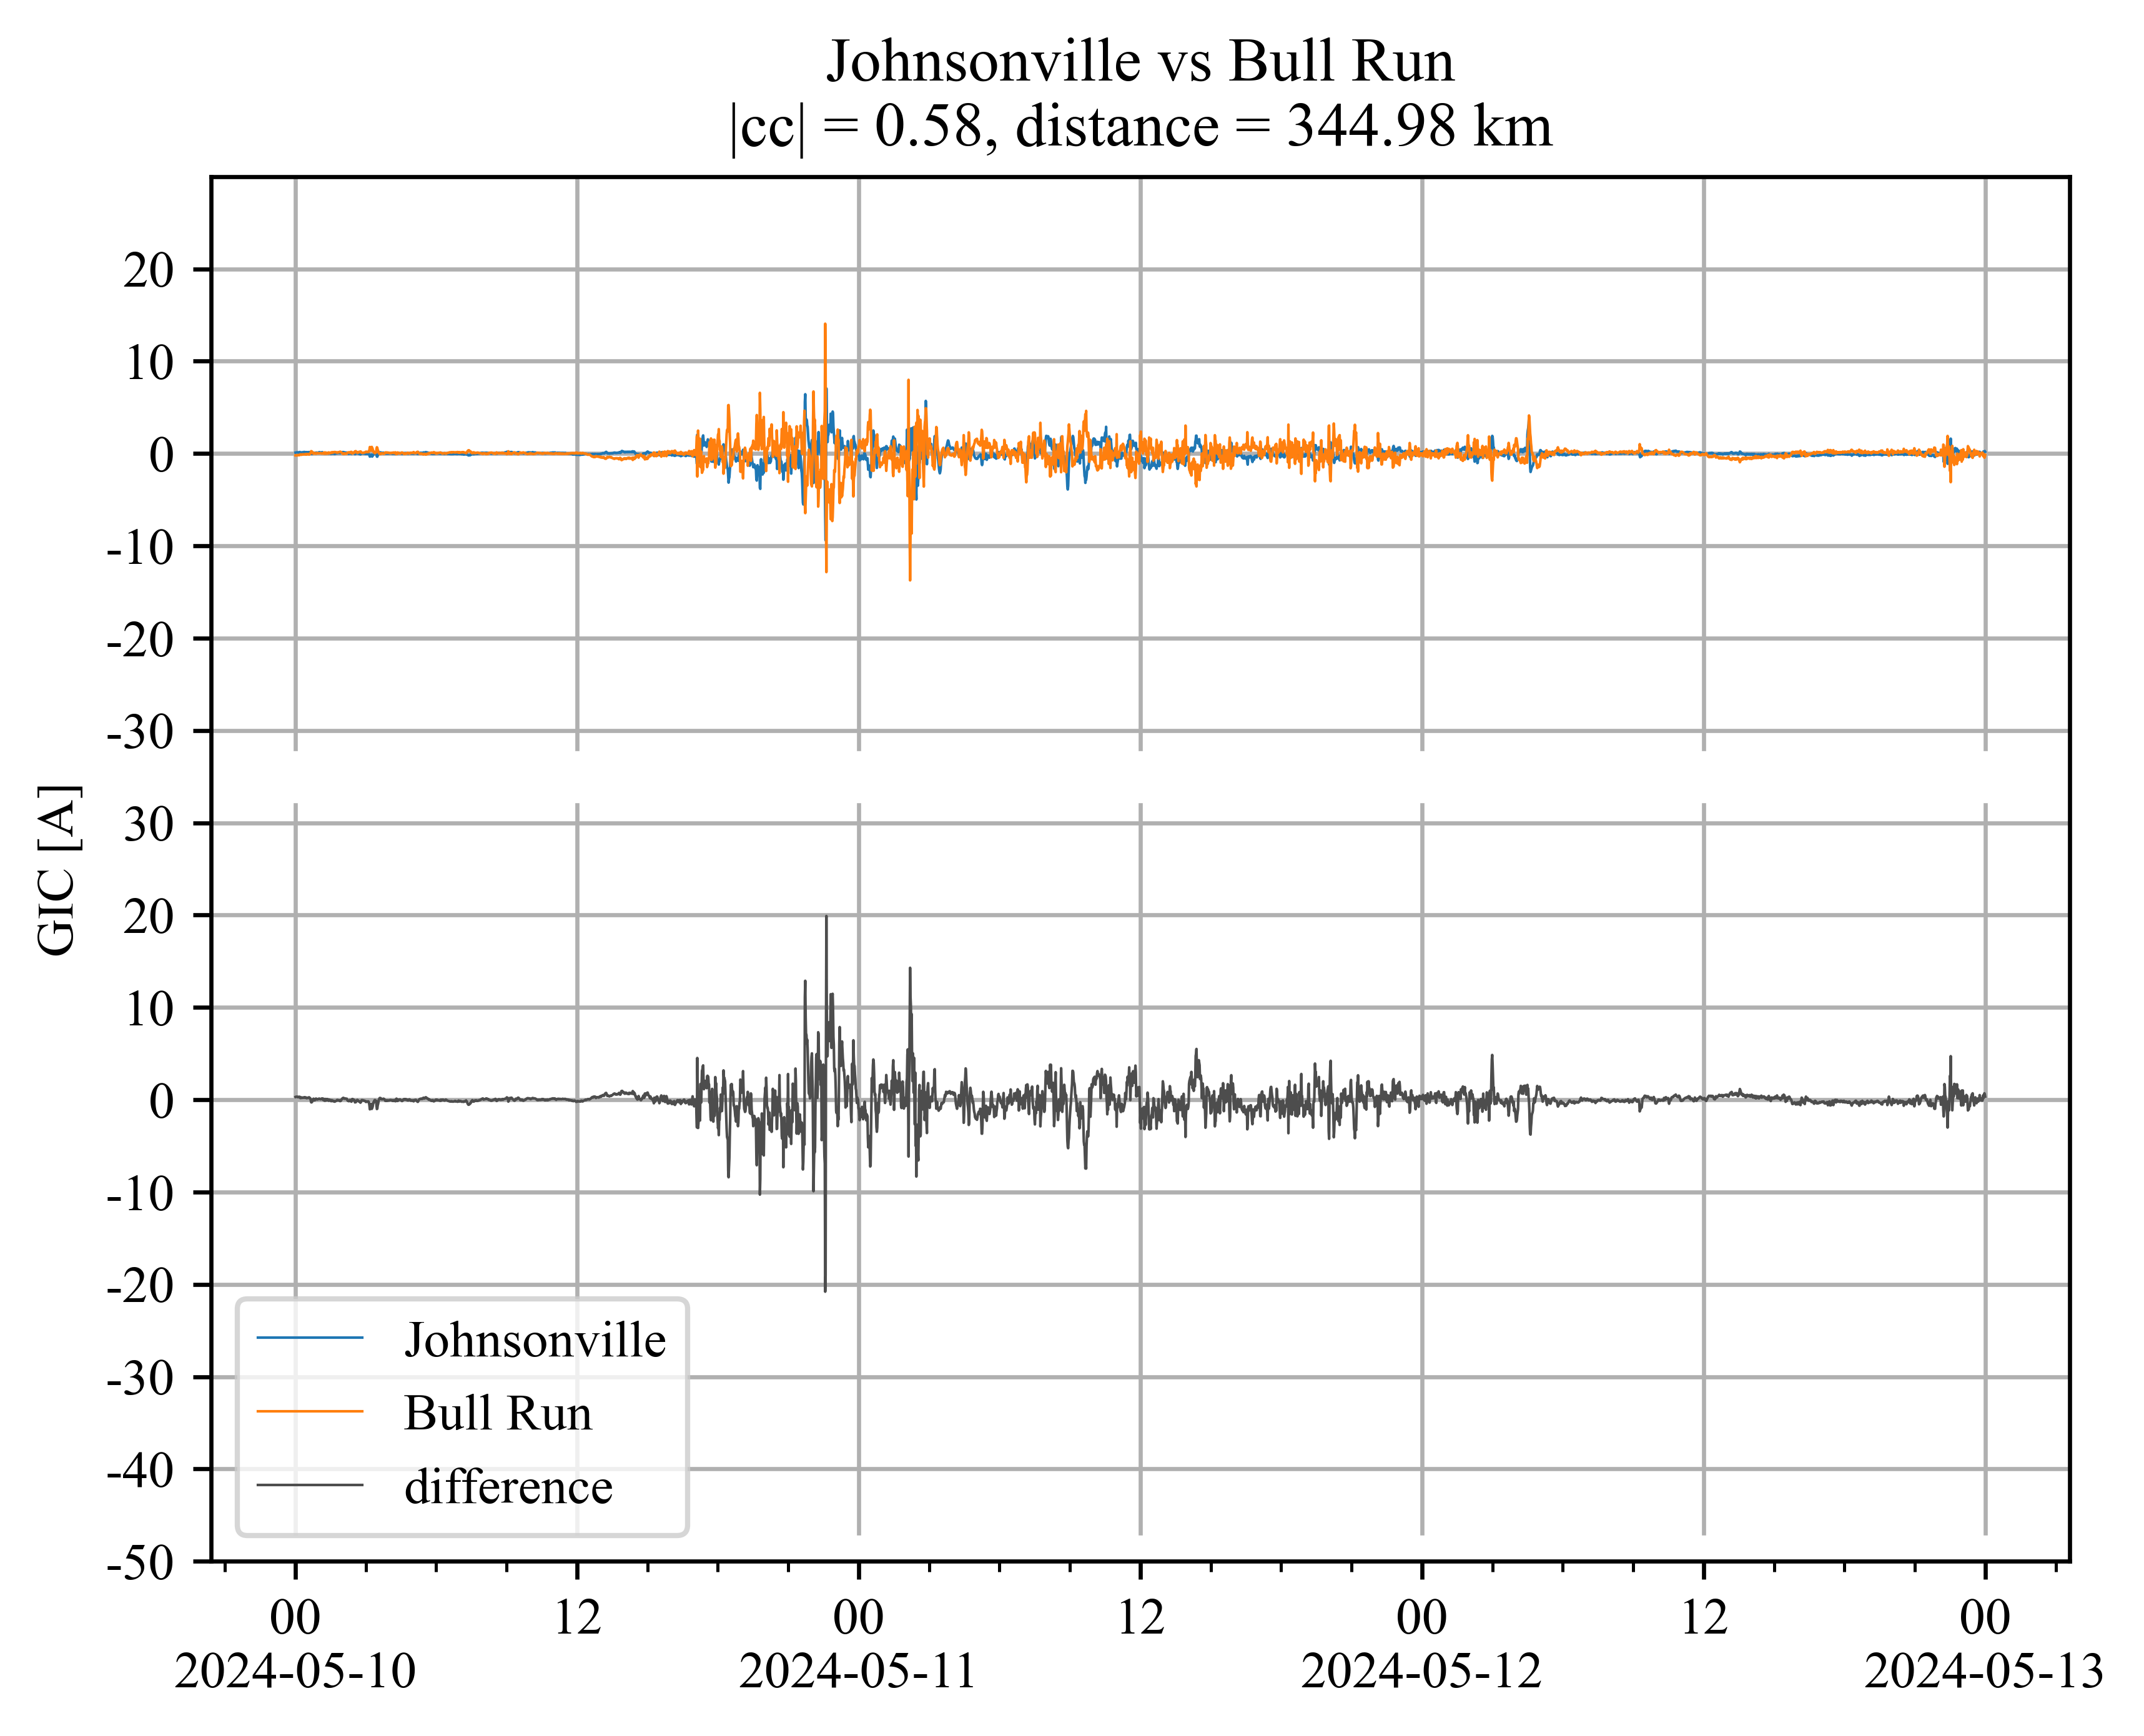 Johnsonville vs Bull Run
|cc| = 0.58, distance = 344.98 km
GIC [A]
20
10
0
-10
-20
-30
30
20
10
0
-10
-20
-30
-40
-50
Johnsonville
Bull Run
difference
00 12 00 12 00 12 00
2024-05-10 2024-05-11 2024-05-12 2024-05-13